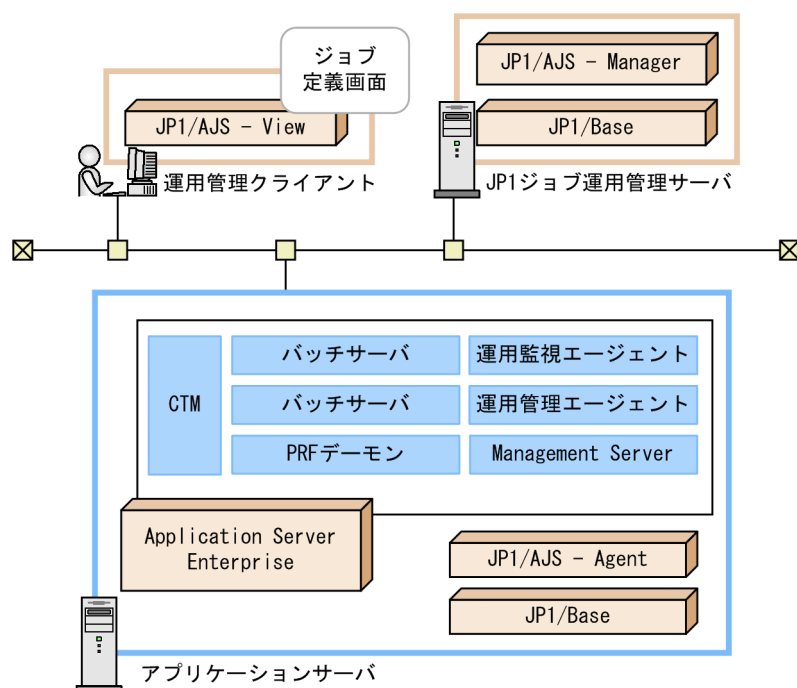 ジョブ
定義画面
JP1/AJS − View
運用管理クライアント
JP1/AJS − Manager
JP1/Base
JP1ジョブ運用管理サーバ
CTM
バッチサーバ
運用監視エージェント
バッチサーバ
運用管理エージェント
PRFデーモン
Management Server
Application Server
Enterprise
JP1/AJS − Agent
JP1/Base
アプリケーションサーバ